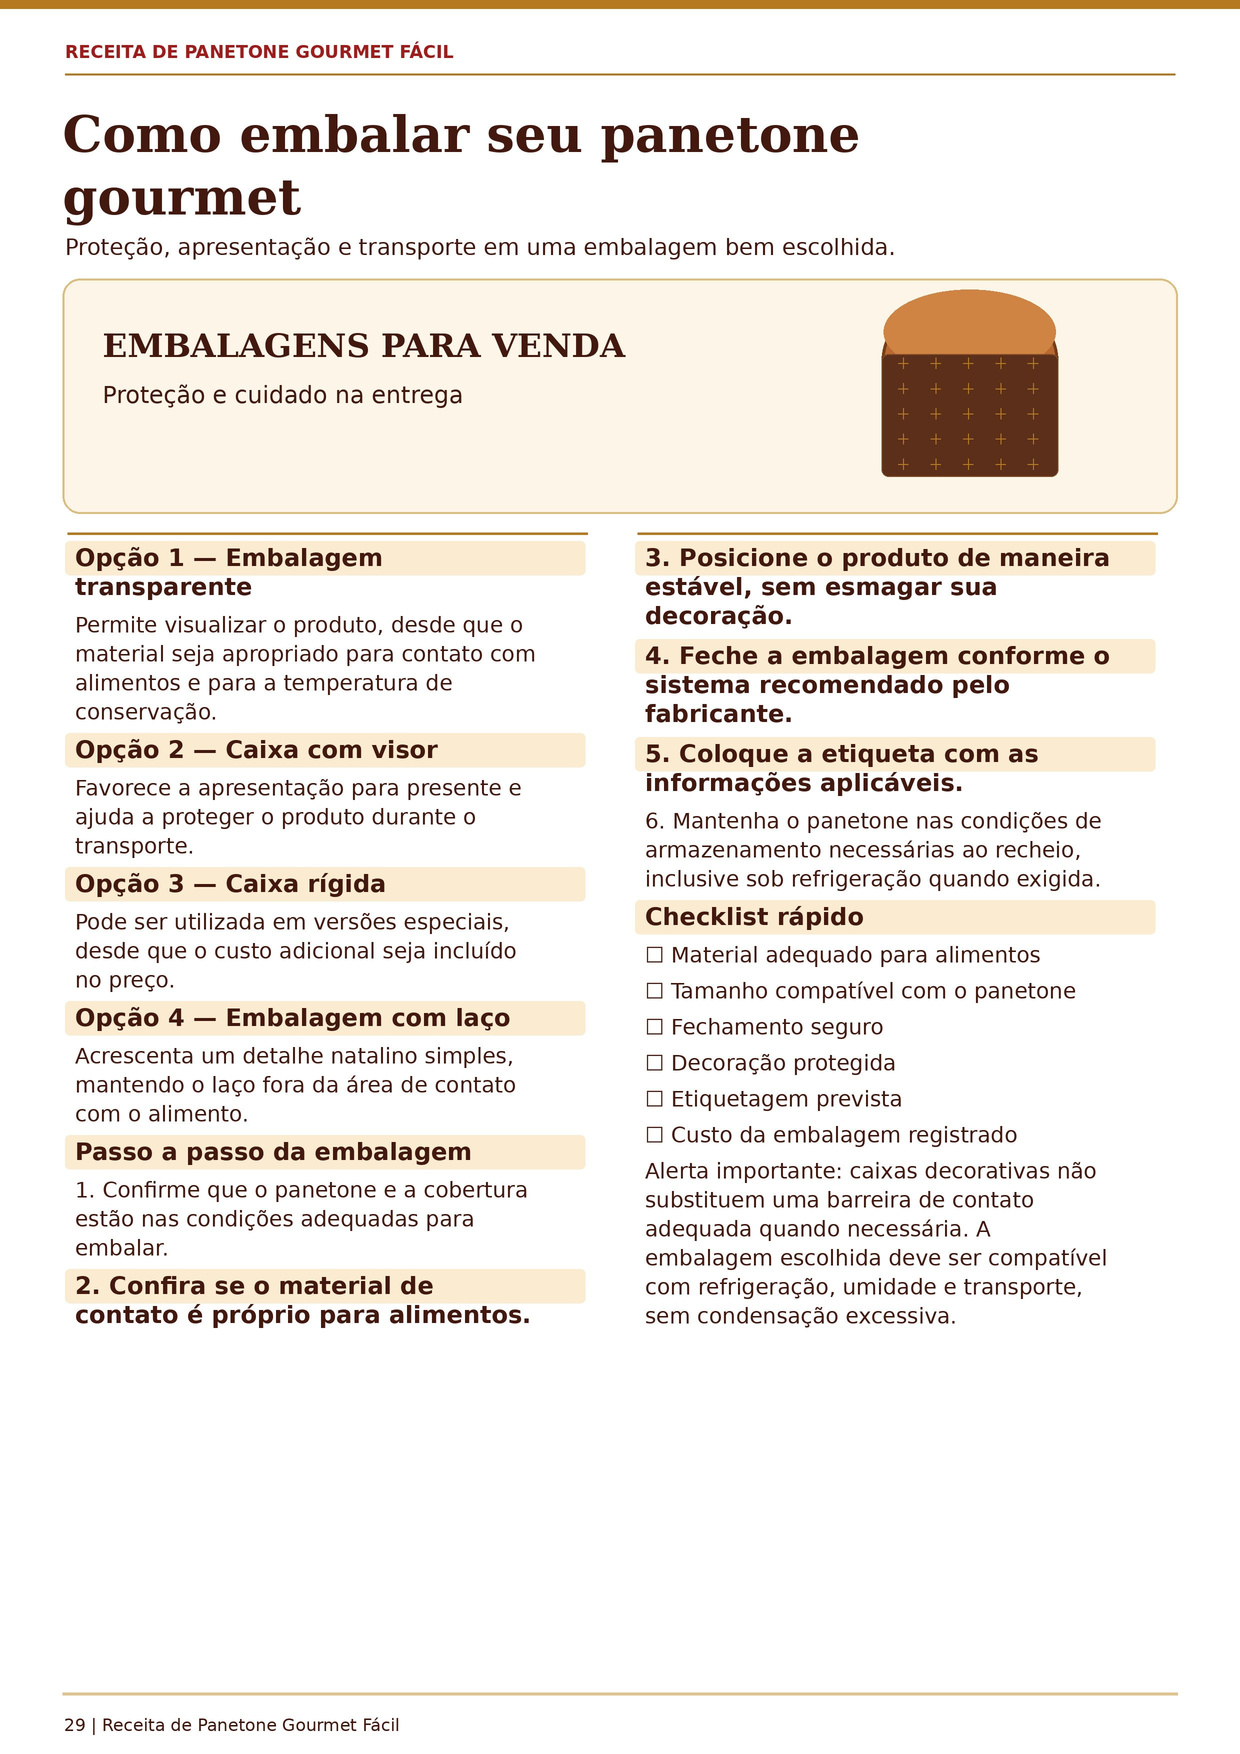 RECEITA DE PANETONE GOURMET FÁCIL
Como embalar seu panetone
gourmet
Proteção, apresentação e transporte em uma embalagem bem escolhida.
EMBALAGENS PARA VENDA
Proteção e cuidado na entrega
Opção 1 — Embalagem
transparente
Permite visualizar o produto, desde que o
material seja apropriado para contato com
alimentos e para a temperatura de
conservação.
Opção 2 — Caixa com visor
Favorece a apresentação para presente e
ajuda a proteger o produto durante o
transporte.
Opção 3 — Caixa rígida
Pode ser utilizada em versões especiais,
desde que o custo adicional seja incluído
no preço.
Opção 4 — Embalagem com laço
Acrescenta um detalhe natalino simples,
mantendo o laço fora da área de contato
com o alimento.
Passo a passo da embalagem
1. Confirme que o panetone e a cobertura
estão nas condições adequadas para
embalar.
2. Confira se o material de
contato é próprio para alimentos.
3. Posicione o produto de maneira
estável, sem esmagar sua
decoração.
4. Feche a embalagem conforme o
sistema recomendado pelo
fabricante.
5. Coloque a etiqueta com as
informações aplicáveis.
6. Mantenha o panetone nas condições de
armazenamento necessárias ao recheio,
inclusive sob refrigeração quando exigida.
Checklist rápido
☐ Material adequado para alimentos
☐ Tamanho compatível com o panetone
☐ Fechamento seguro
☐ Decoração protegida
☐ Etiquetagem prevista
☐ Custo da embalagem registrado
Alerta importante: caixas decorativas não
substituem uma barreira de contato
adequada quando necessária. A
embalagem escolhida deve ser compatível
com refrigeração, umidade e transporte,
sem condensação excessiva.
29 | Receita de Panetone Gourmet Fácil